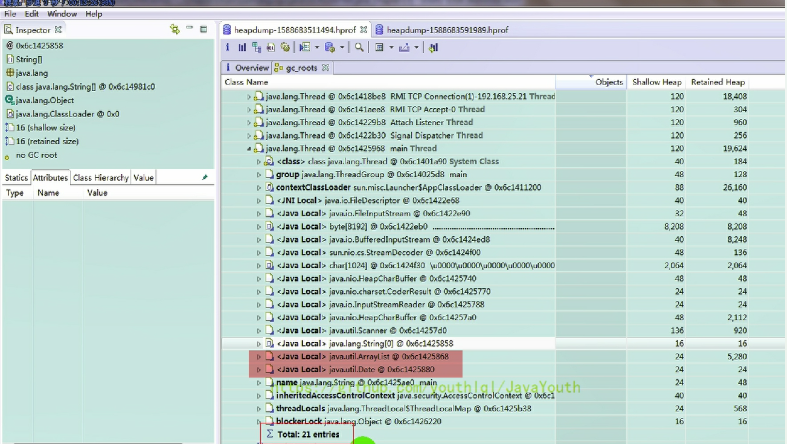 File Edit Window Help
Inspector
@ 0x6c1425858
String[]
java.lang
class java.lang.String[] @ 0x6c14981c0
java.lang.Object
java.lang.ClassLoader @ 0x0
16 (shallow size)
16 (retained size)
no GC root
Statics Attributes Class Hierarchy Value
Type Name Value
heapdump-1588683511494.hprof heapdump-1588683591989.hprof
i Overview gc_roots
Class Name Objects Shallow Heap Retained Heap
java.lang.Thread @ 0x6c1418be8 RMI TCP Connection(1)-192.168.25.21 Thread 120 18,408
java.lang.Thread @ 0x6c141aee8 RMI TCP Accept-0 Thread 120 304
java.lang.Thread @ 0x6c14229b8 Attach Listener Thread 120 960
java.lang.Thread @ 0x6c1422b30 Signal Dispatcher Thread 120 256
java.lang.Thread @ 0x6c1425968 main Thread 120 19,624
<class> class java.lang.Thread @ 0x6c1401a90 System Class 40 184
group java.lang.ThreadGroup @ 0x6c14025d8 main 48 128
contextClassLoader sun.misc.Launcher$AppClassLoader @ 0x6c1411200 88 26,160
<JNI Local> java.io.FileDescriptor @ 0x6c1422e68 40 40
<Java Local> java.io.FileInputStream @ 0x6c1422e90 32 48
<Java Local> byte[8192] @ 0x6c1422eb0 8,208 8,208
<Java Local> java.io.BufferedInputStream @ 0x6c1424ed8 40 8,248
<Java Local> sun.nio.cs.StreamDecoder @ 0x6c1424f00 48 136
<Java Local> char[1024] @ 0x6c1424f30 \u0000\u0000\u0000\u0000\u0000\u0000 2,064 2,064
<Java Local> java.nio.HeapCharBuffer @ 0x6c1425740 48 48
<Java Local> java.nio.charset.CoderResult @ 0x6c1425770 24 24
<Java Local> java.io.InputStreamReader @ 0x6c1425788 24 24
<Java Local> java.nio.HeapCharBuffer @ 0x6c14257a0 48 2,112
<Java Local> java.util.Scanner @ 0x6c14257d0 136 920
<Java Local> java.lang.String[0] @ 0x6c1425858 16 16
<Java Local> java.util.ArrayList @ 0x6c1425868 24 5,280
<Java Local> java.util.Date @ 0x6c1425880 24 24
name java.lang.String @ 0x6c1425ae0 main 24 48
https://github.com/youthlql/JavaYouth
inheritedAccessControlContext java.security.AccessControlContext @ 0x6c1 40 40
threadLocals java.lang.ThreadLocal$ThreadLocalMap @ 0x6c1425b38 24 568
blockerLock java.lang.Object @ 0x6c1426220 16 16
Σ Total: 21 entries